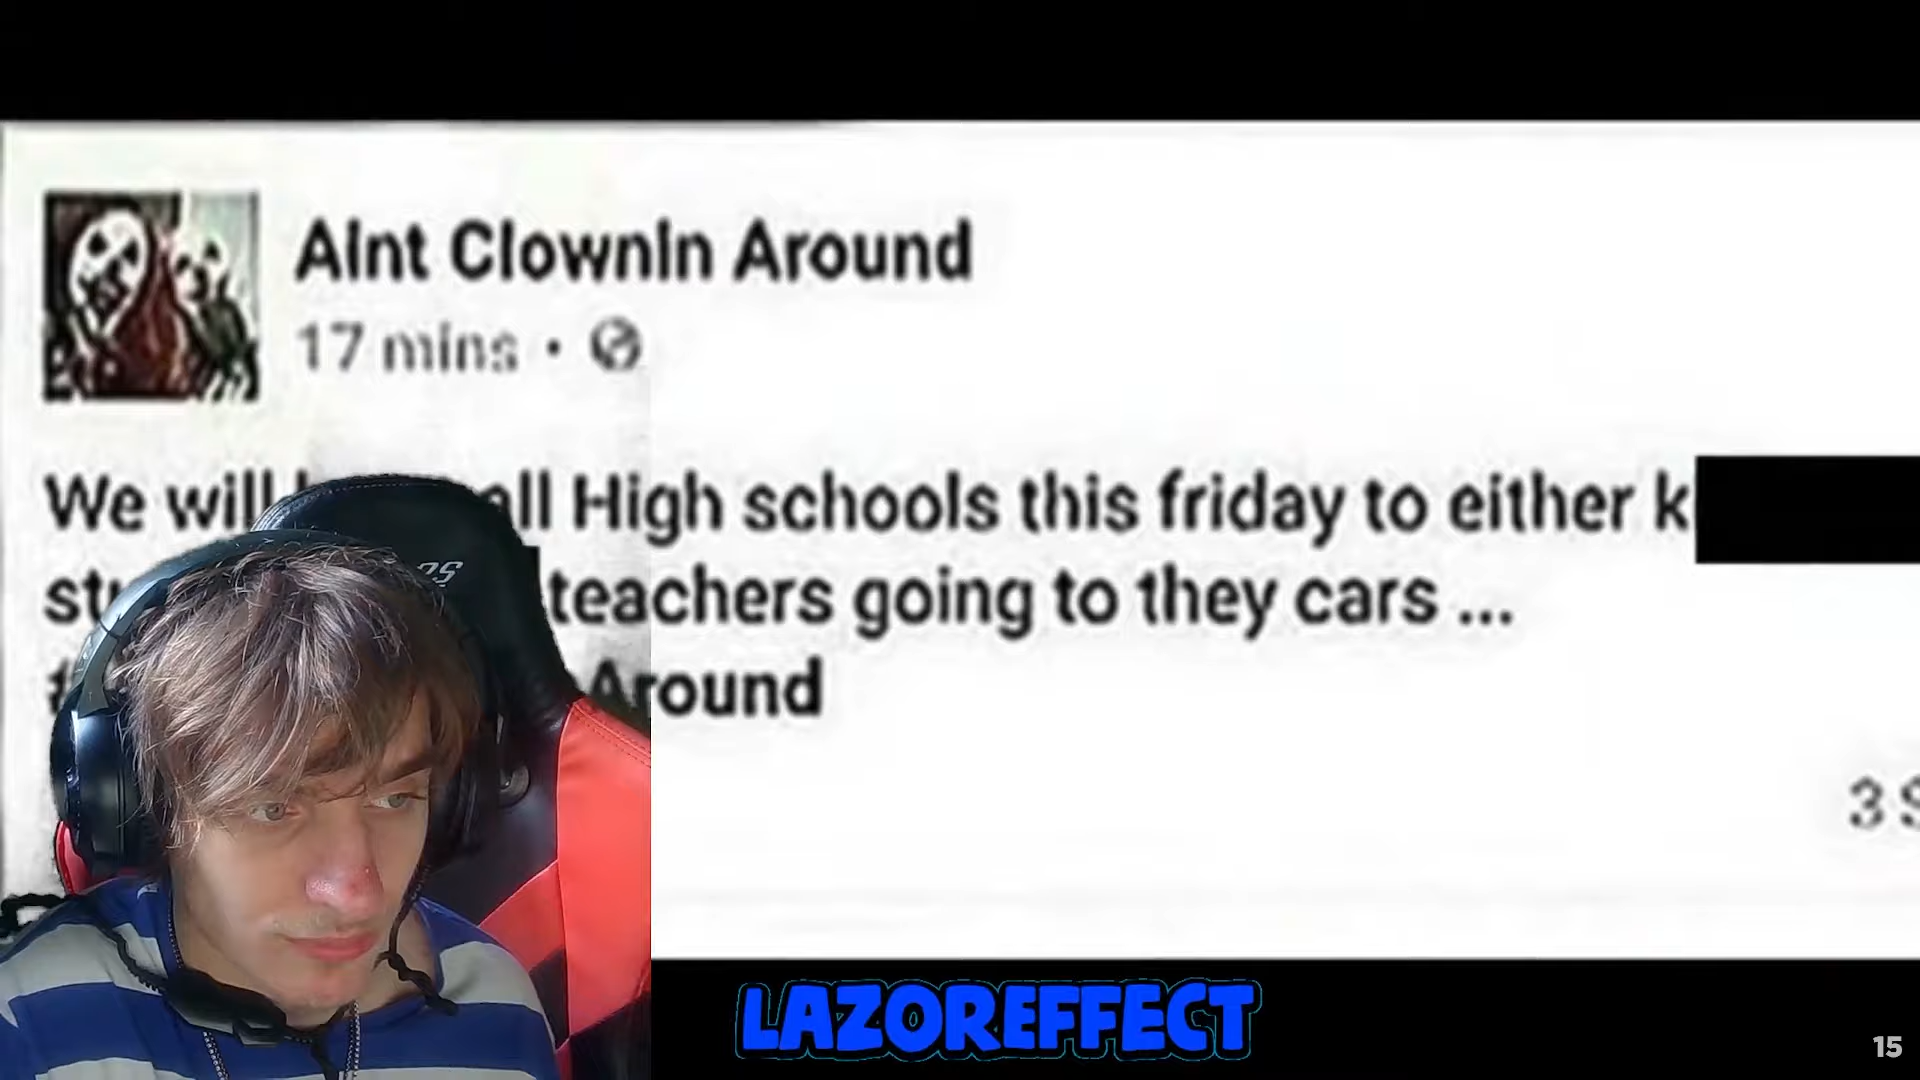 Aint ClownIn Around
17 mins
We will all High schools this friday to either k
teachers going to they cars ...
Around
3 S
LAZOREFFECT
15